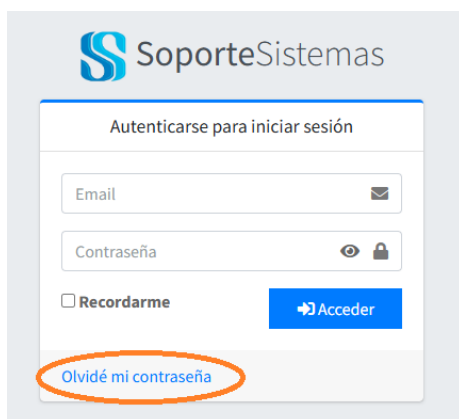 SoporteSistemas
Autenticarse para iniciar sesión
Email
Contraseña
Recordarme
Acceder
Olvidé mi contraseña